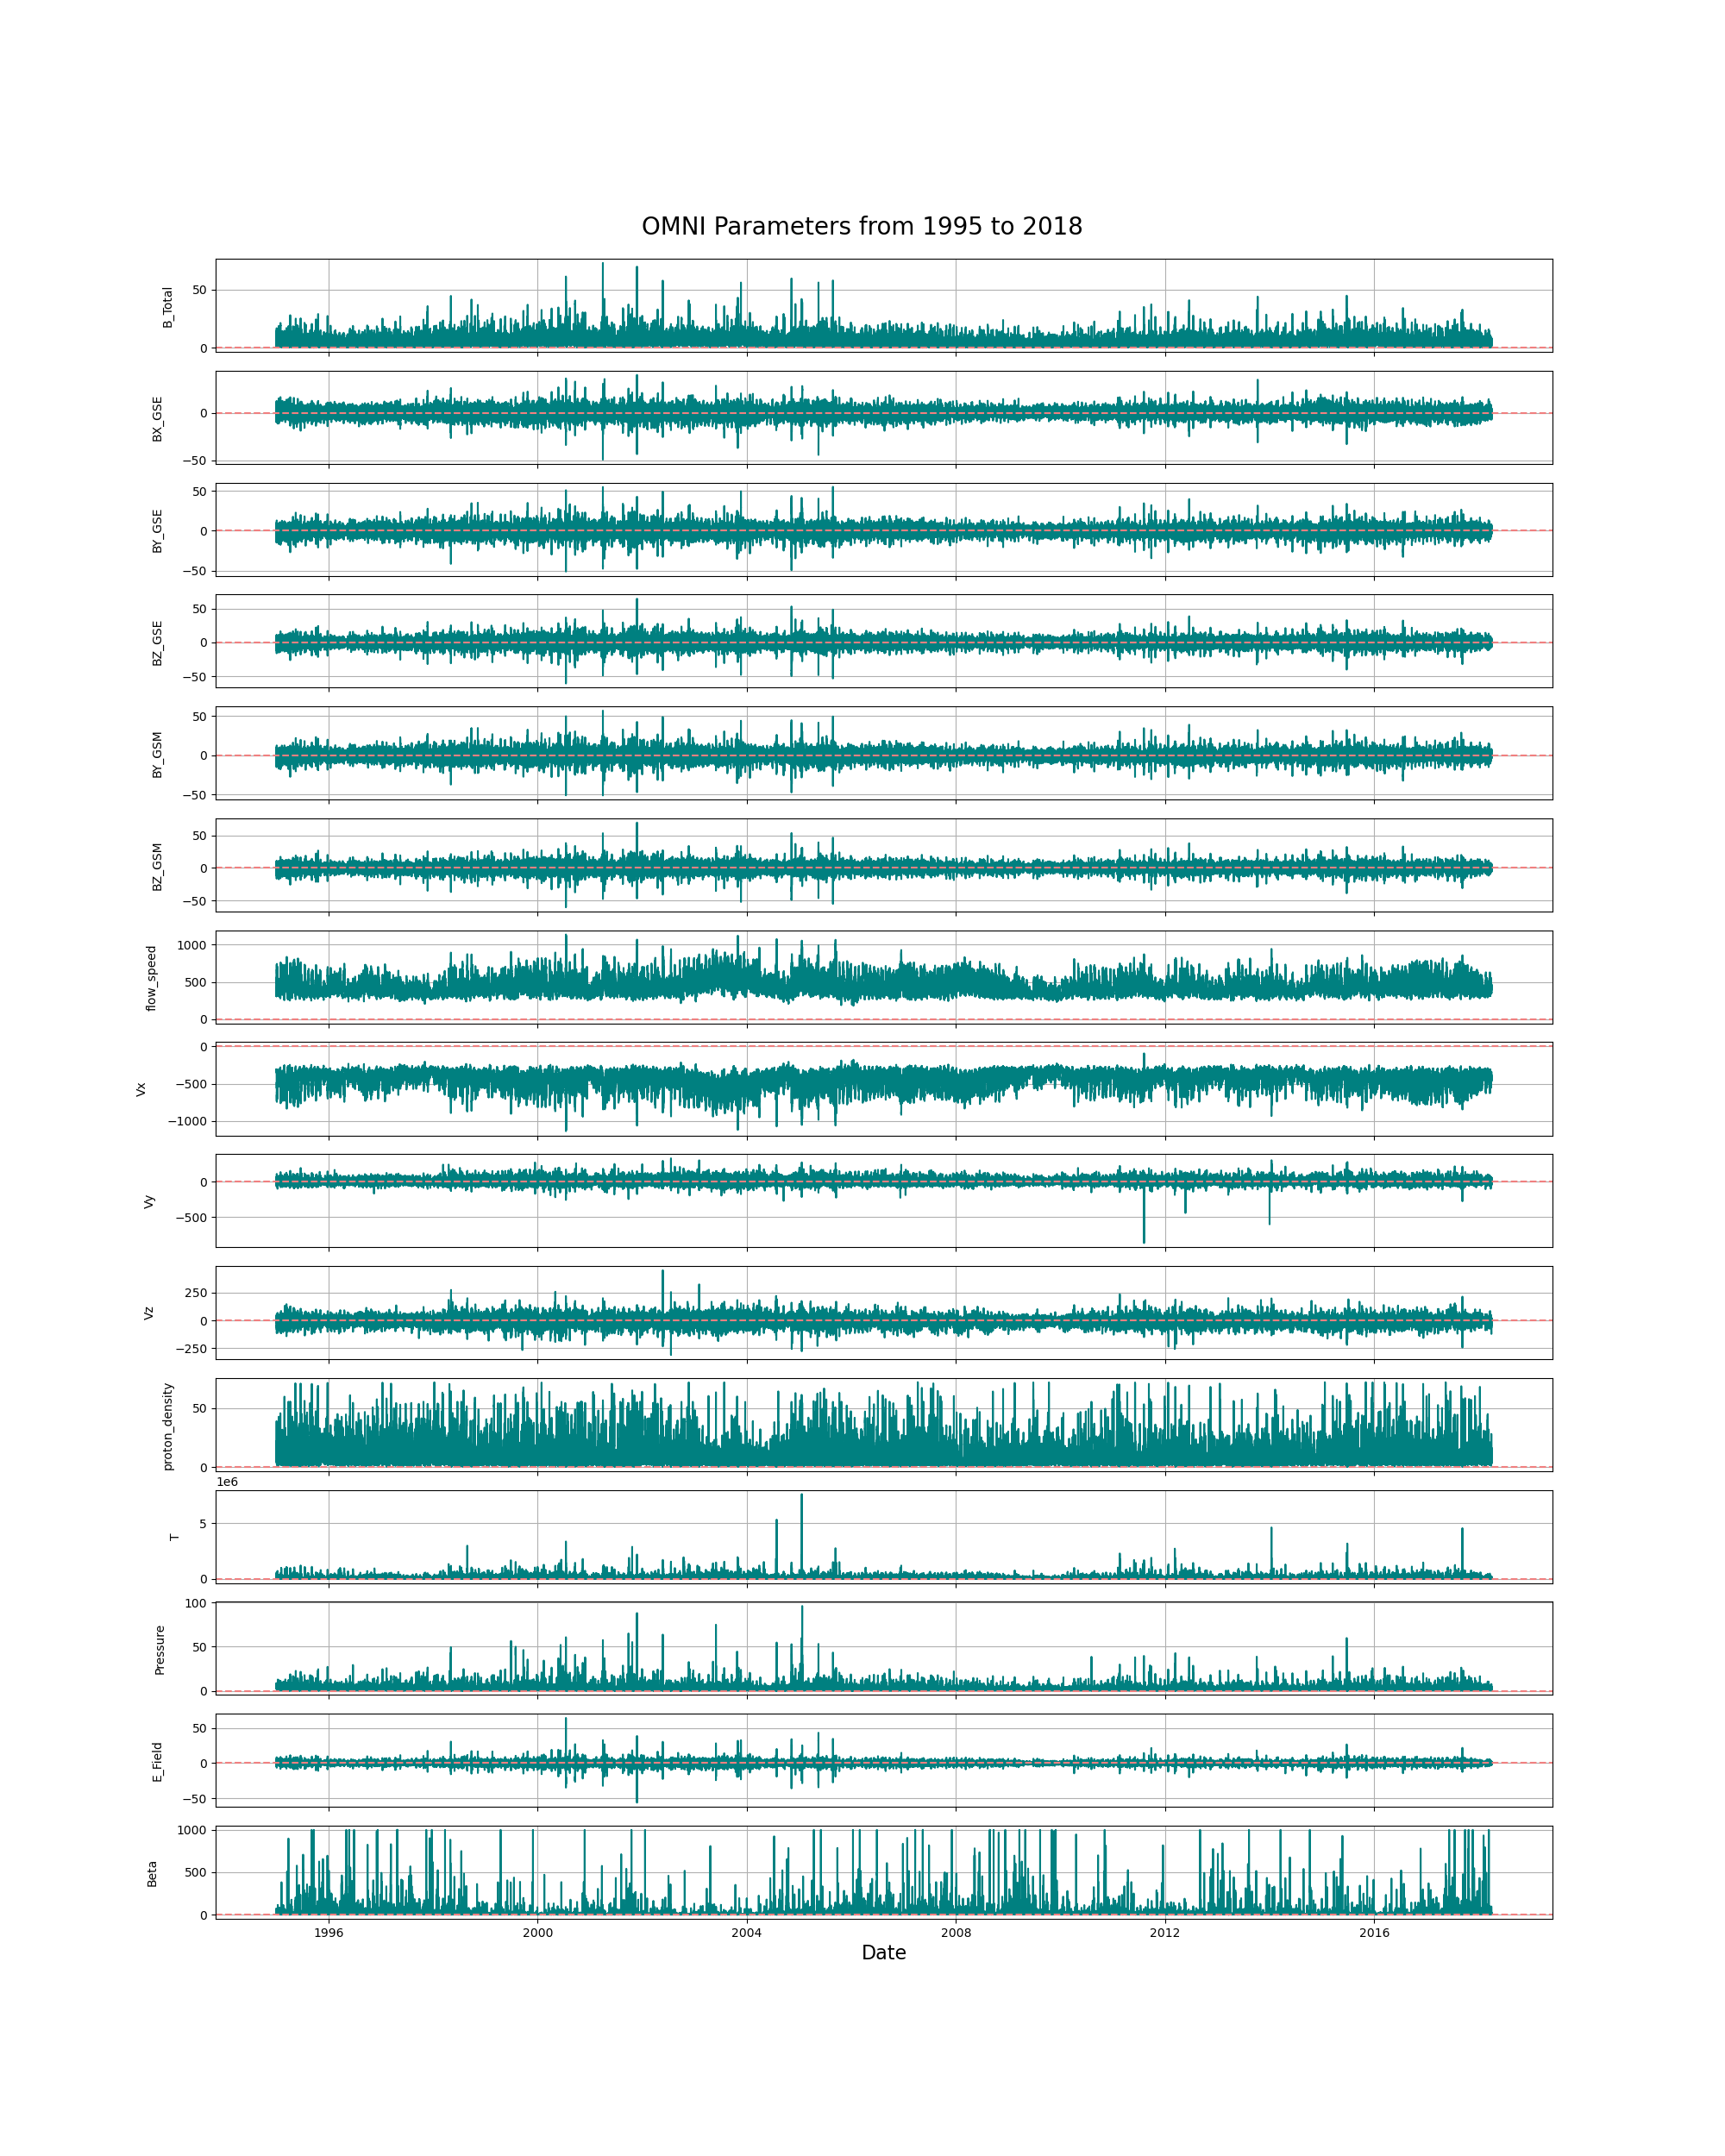 OMNI Parameters from 1995 to 2018
B_Total
50
0
BX_GSE
0
−50
BY_GSE
50
0
−50
BZ_GSE
50
0
−50
BY_GSM
50
0
−50
BZ_GSM
50
0
−50
flow_speed
1000
500
0
Vx
0
−500
−1000
Vy
0
−500
Vz
250
0
−250
proton_density
50
0
1e6
T
5
0
Pressure
100
50
0
E_Field
50
0
−50
Beta
1000
500
0
1996 2000 2004 2008 2012 2016
Date